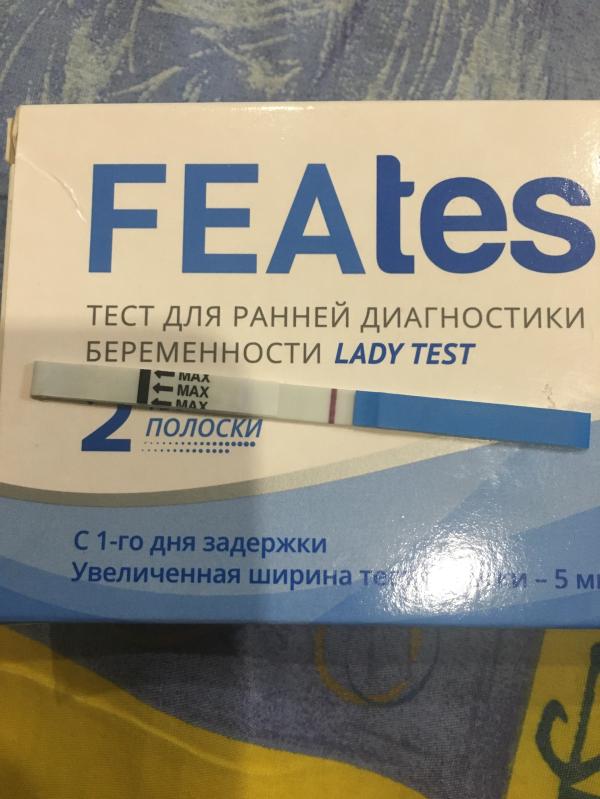 FEAtes
ТЕСТ ДЛЯ РАННЕЙ ДИАГНОСТИКИ
БЕРЕМЕННОСТИ LADY TEST
MAX
MAX
MAX
2 ПОЛОСКИ
С 1-го дня задержки
Увеличенная ширина те ки – 5 м